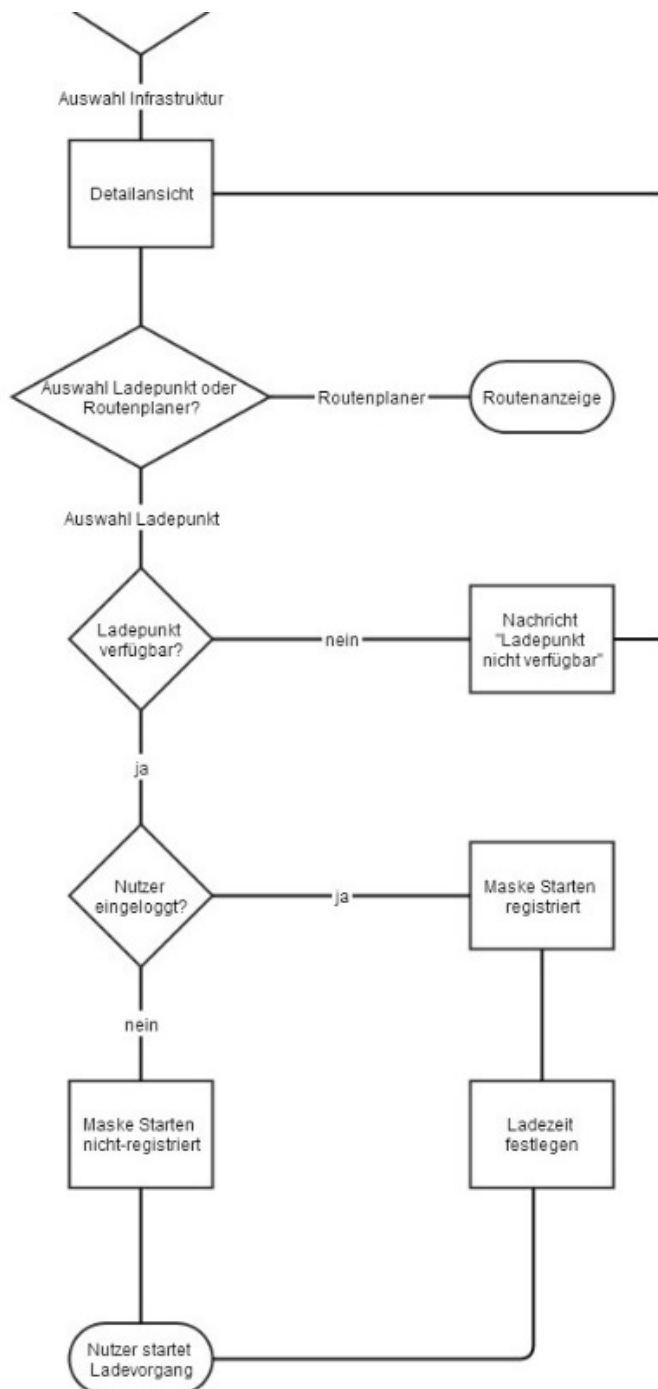 Auswahl Infrastruktur
Detailansicht
Auswahl Ladepunkt oder
Routenplaner?
Routenplaner
Routenanzeige
Auswahl Ladepunkt
Ladepunkt
verfügbar?
nein
Nachricht
"Ladepunkt
nicht verfügbar"
ja
Nutzer
eingeloggt?
ja
Maske Starten
registriert
nein
Maske Starten
nicht-registriert
Ladezeit
festlegen
Nutzer startet
Ladevorgang